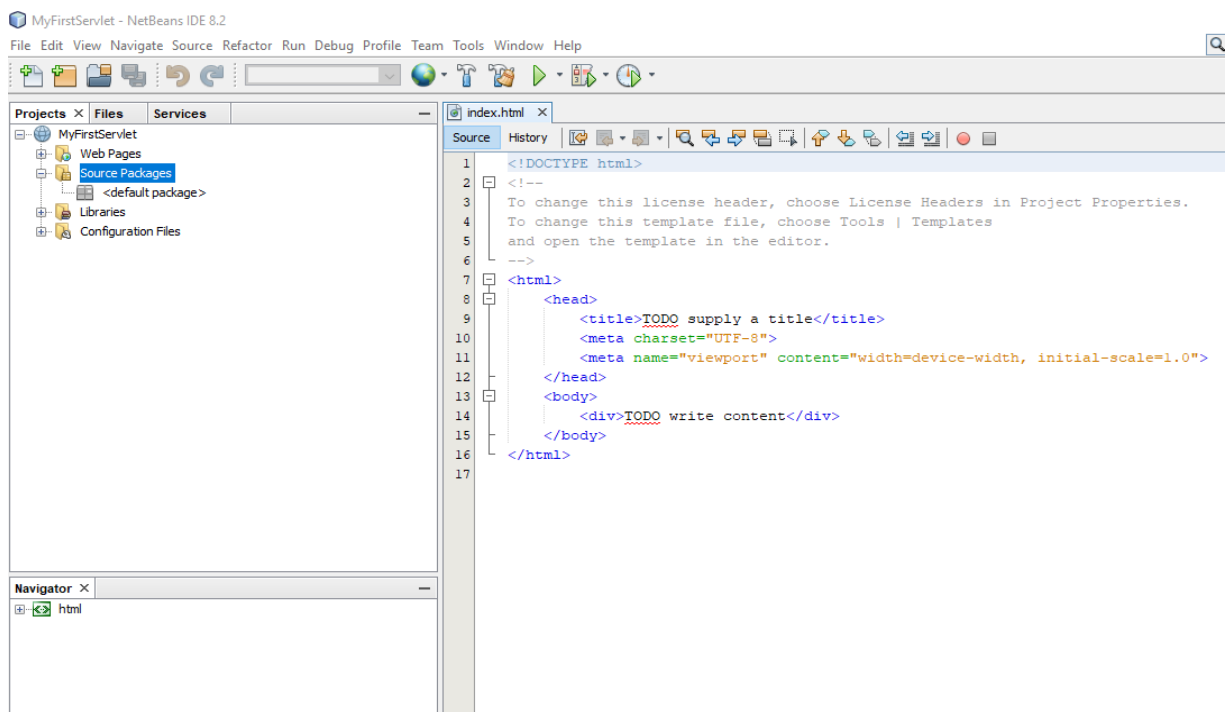 MyFirstServlet - NetBeans IDE 8.2
File Edit View Navigate Source Refactor Run Debug Profile Team Tools Window Help
Projects Files Services
MyFirstServlet
Web Pages
Source Packages
<default package>
Libraries
Configuration Files
Navigator
html
index.html
Source History
1 <!DOCTYPE html>
2 <!--
3 To change this license header, choose License Headers in Project Properties.
4 To change this template file, choose Tools | Templates
5 and open the template in the editor.
6 -->
7 <html>
8 <head>
9 <title>TODO supply a title</title>
10 <meta charset="UTF-8">
11 <meta name="viewport" content="width=device-width, initial-scale=1.0">
12 </head>
13 <body>
14 <div>TODO write content</div>
15 </body>
16 </html>
17